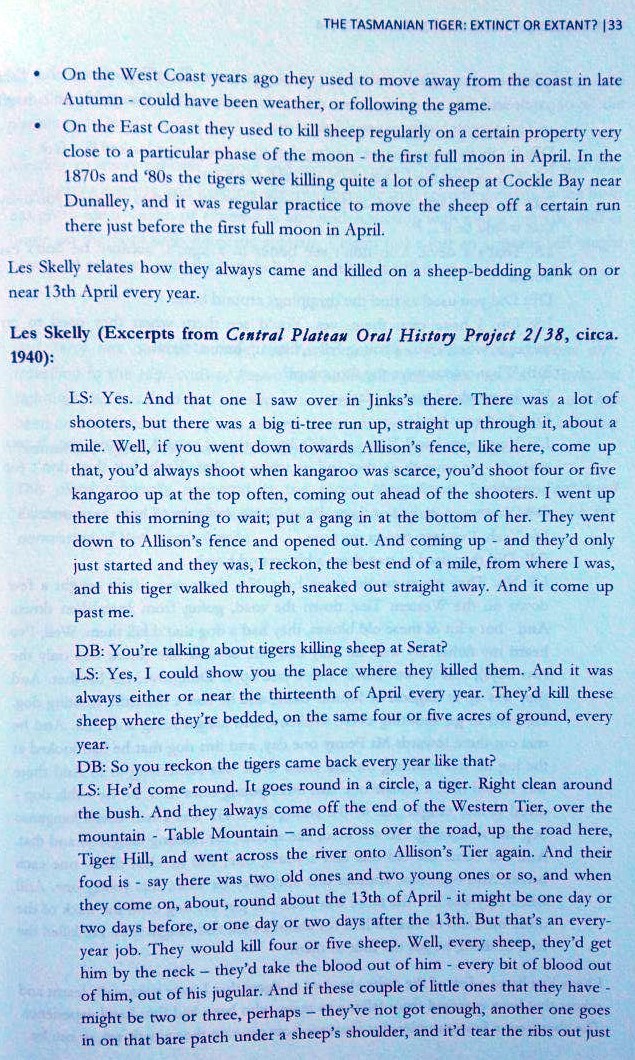 THE TASMANIAN TIGER: EXTINCT OR EXTANT? |33
• On the West Coast years ago they used to move away from the coast in late
Autumn - could have been weather, or following the game.
• On the East Coast they used to kill sheep regularly on a certain property very
close to a particular phase of the moon - the first full moon in April. In the
1870s and ‘80s the tigers were killing quite a lot of sheep at Cockle Bay near
Dunalley, and it was regular practice to move the sheep off a certain run
there just before the first full moon in April.
Les Skelly relates how they always came and killed on a sheep-bedding bank on or
near 13th April every year.
Les Skelly (Excerpts from Central Plateau Oral History Project 2/38, circa.
1940):
LS: Yes. And that one I saw over in Jinks’s there. There was a lot of
shooters, but there was a big ti-tree run up, straight up through it, about a
mile. Well, if you went down towards Allison’s fence, like here, come up
that, you’d always shoot when kangaroo was scarce, you’d shoot four or five
kangaroo up at the top often, coming out ahead of the shooters. I went up
there this morning to wait; put a gang in at the bottom of her. They went
down to Allison’s fence and opened out. And coming up - and they’d only
just started and they was, I reckon, the best end of a mile, from where I was,
and this tiger walked through, sneaked out straight away. And it come up
past me.
DB: You’re talking about tigers killing sheep at Serat?
LS: Yes, I could show you the place where they killed them. And it was
always either or near the thirteenth of April every year. They’d kill these
sheep where they’re bedded, on the same four or five acres of ground, every
year.
DB: So you reckon the tigers came back every year like that?
LS: He’d come round. It goes round in a circle, a tiger. Right clean around
the bush. And they always come off the end of the Western Tier, over the
mountain - Table Mountain – and across over the road, up the road here,
Tiger Hill, and went across the river onto Allison’s Tier again. And their
food is - say there was two old ones and two young ones or so, and when
they come on, about, round about the 13th of April - it might be one day or
two days before, or one day or two days after the 13th. But that’s an every-
year job. They would kill four or five sheep. Well, every sheep, they’d get
him by the neck – they’d take the blood out of him - every bit of blood out
of him, out of his jugular. And if these couple of little ones that they have -
might be two or three, perhaps – they’ve not got enough, another one goes
in on that bare patch under a sheep’s shoulder, and it’d tear the ribs out just